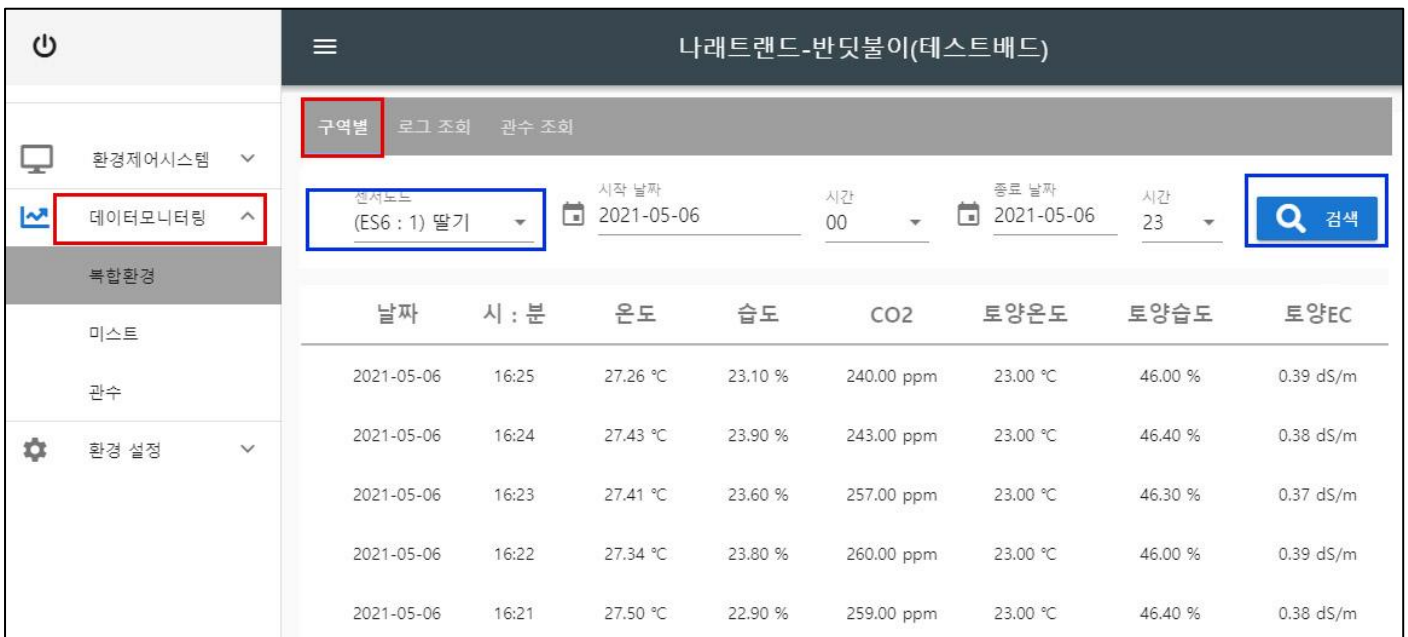 나래트랜드-반딧불이(테스트배드)
환경제어시스템
데이터모니터링
복합환경
미스트
관수
환경 설정
구역별 로그 조회 관수 조회
센서노드 시작 날짜 시간 종료 날짜 시간
(ES6 : 1) 딸기 2021-05-06 00 2021-05-06 23 검색
날짜 시 : 분 온도 습도 CO2 토양온도 토양습도 토양EC
2021-05-06 16:25 27.26 ℃ 23.10 % 240.00 ppm 23.00 ℃ 46.00 % 0.39 dS/m
2021-05-06 16:24 27.43 ℃ 23.90 % 243.00 ppm 23.00 ℃ 46.40 % 0.38 dS/m
2021-05-06 16:23 27.41 ℃ 23.60 % 257.00 ppm 23.00 ℃ 46.30 % 0.37 dS/m
2021-05-06 16:22 27.34 ℃ 23.80 % 260.00 ppm 23.00 ℃ 46.00 % 0.39 dS/m
2021-05-06 16:21 27.50 ℃ 22.90 % 259.00 ppm 23.00 ℃ 46.40 % 0.38 dS/m